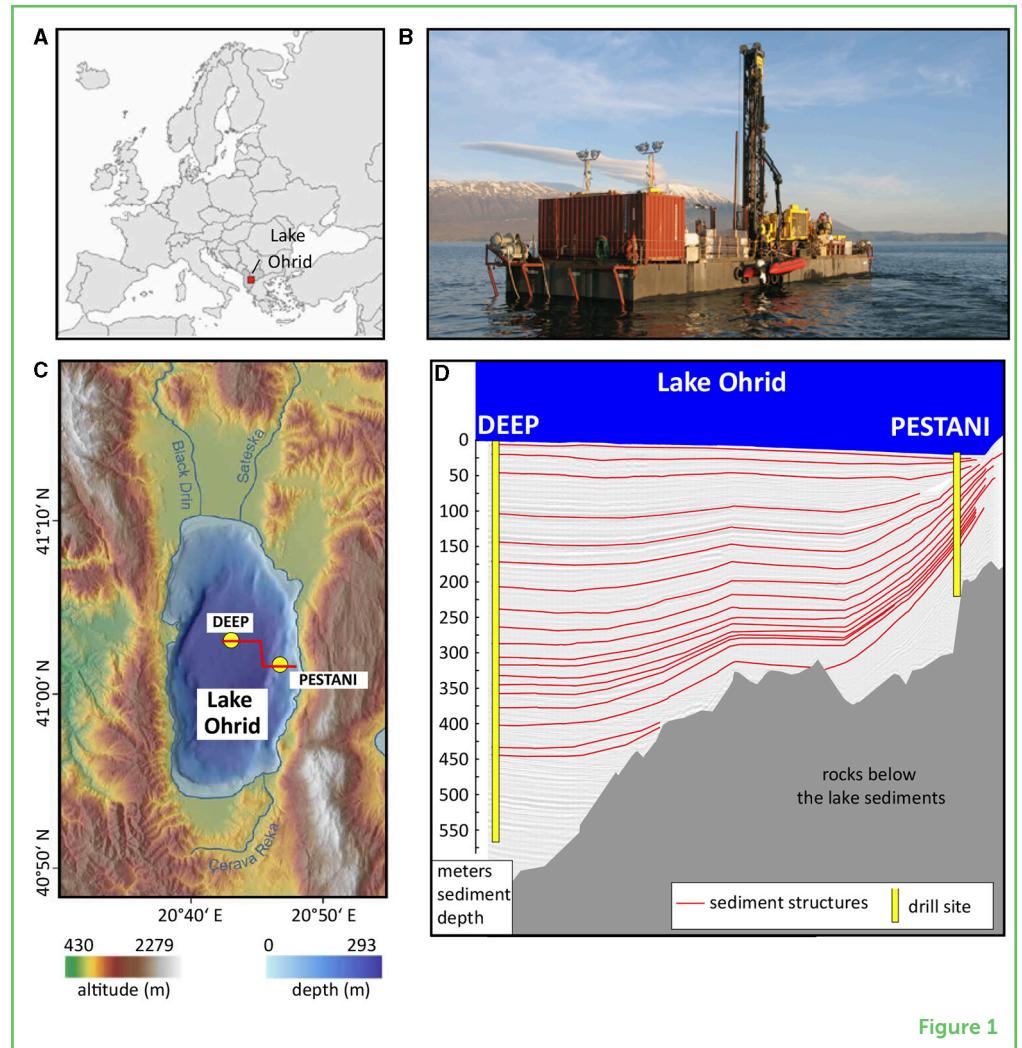 A
Lake
Ohrid
B
C
Black Drin
Sateska
DEEP
PESTANI
Lake
Ohrid
Çerava Reka
41°10′ N
41°00′ N
40°50′ N
20°40′ E
20°50′ E
430
2279
altitude (m)
0
293
depth (m)
D
Lake Ohrid
DEEP
PESTANI
0
50
100
150
200
250
300
350
400
450
500
550
meters
sediment
depth
rocks below
the lake sediments
sediment structures
drill site
Figure 1